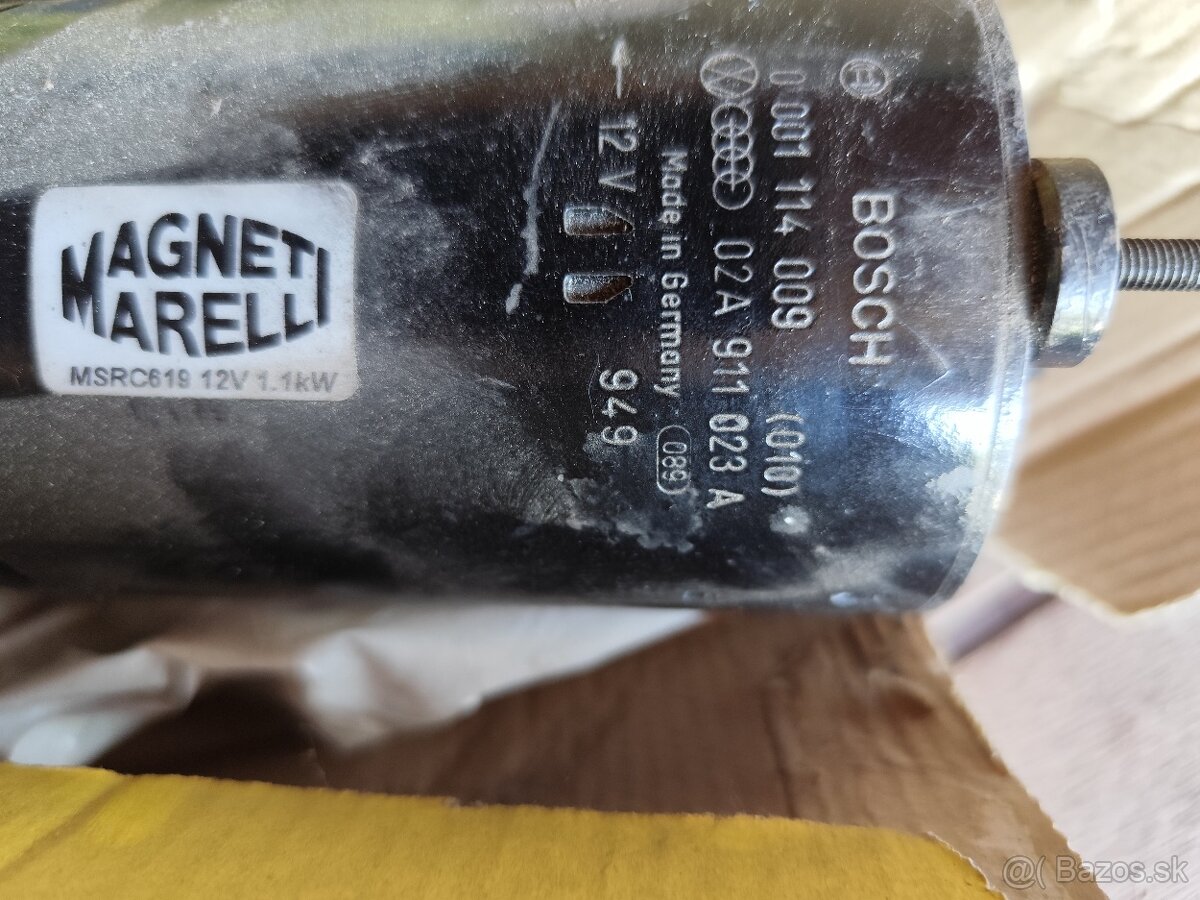 MAGNETI
MARELLI
MSRC619 12V 1.1kW
BOSCH
0 001 114 009 (010)
02A 911 023 A
Made in Germany 089
12 V 949
@( Bazos.sk